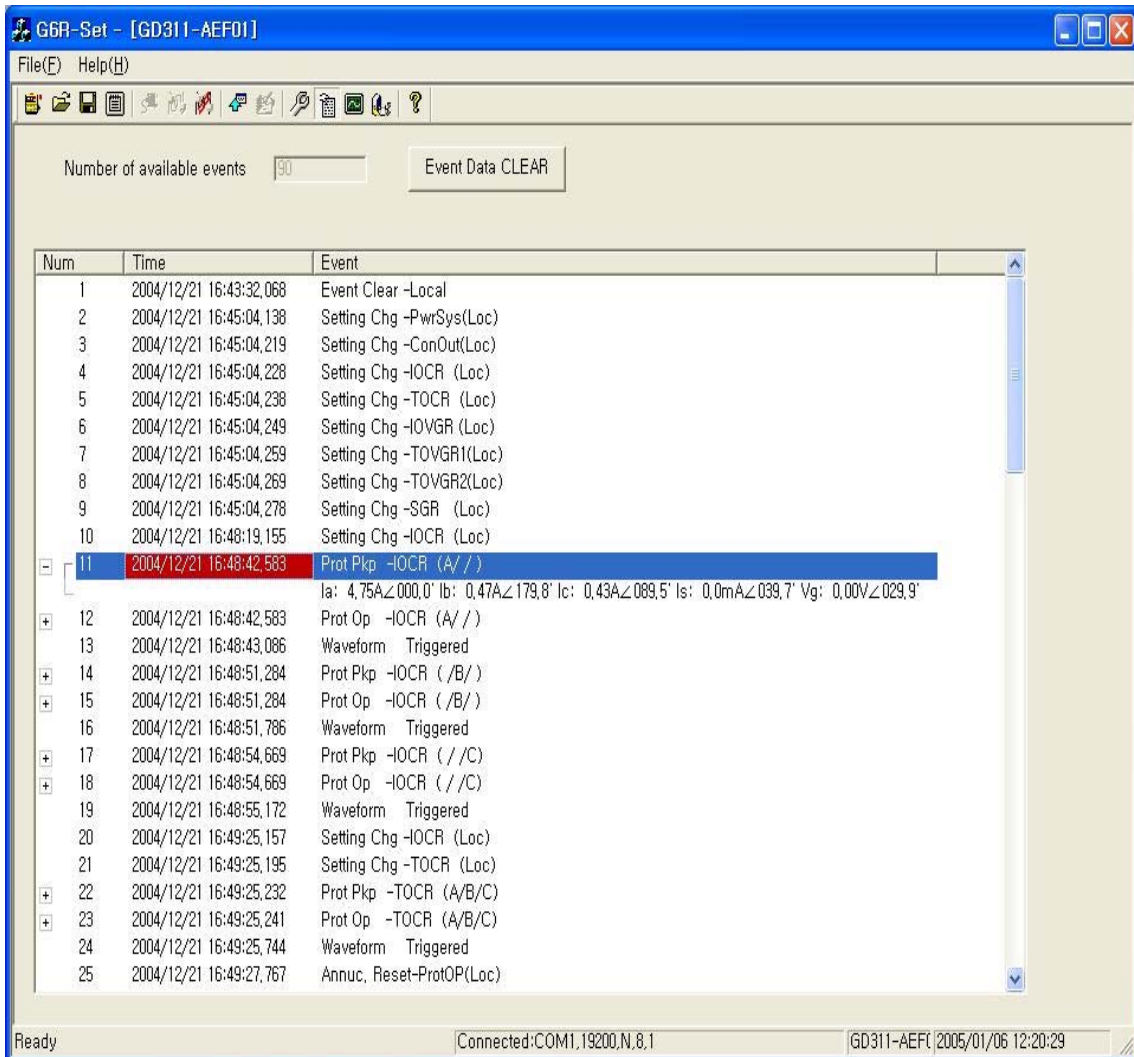 G6R-Set - [GD311-AEF01]
File(F) Help(H)
Number of available events 90 Event Data CLEAR
Num Time Event
1 2004/12/21 16:43:32,068 Event Clear -Local
2 2004/12/21 16:45:04,138 Setting Chg -PwrSys(Loc)
3 2004/12/21 16:45:04,219 Setting Chg -ConOut(Loc)
4 2004/12/21 16:45:04,228 Setting Chg -IOCR (Loc)
5 2004/12/21 16:45:04,238 Setting Chg -TOCR (Loc)
6 2004/12/21 16:45:04,249 Setting Chg -IOVGR (Loc)
7 2004/12/21 16:45:04,259 Setting Chg -TOVGR1(Loc)
8 2004/12/21 16:45:04,269 Setting Chg -TOVGR2(Loc)
9 2004/12/21 16:45:04,278 Setting Chg -SGR (Loc)
10 2004/12/21 16:48:19,155 Setting Chg -IOCR (Loc)
11 2004/12/21 16:48:42,583 Prot Pkp -IOCR (A/ / )
Ia: 4,75A∠000,0' Ib: 0,47A∠179,8' Ic: 0,43A∠089,5' Is: 0,0mA∠039,7' Vg: 0,00V∠029,9'
12 2004/12/21 16:48:42,583 Prot Op -IOCR (A/ / )
13 2004/12/21 16:48:43,086 Waveform Triggered
14 2004/12/21 16:48:51,284 Prot Pkp -IOCR ( /B/ )
15 2004/12/21 16:48:51,284 Prot Op -IOCR ( /B/ )
16 2004/12/21 16:48:51,786 Waveform Triggered
17 2004/12/21 16:48:54,669 Prot Pkp -IOCR ( / /C)
18 2004/12/21 16:48:54,669 Prot Op -IOCR ( / /C)
19 2004/12/21 16:48:55,172 Waveform Triggered
20 2004/12/21 16:49:25,157 Setting Chg -IOCR (Loc)
21 2004/12/21 16:49:25,195 Setting Chg -TOCR (Loc)
22 2004/12/21 16:49:25,232 Prot Pkp -TOCR (A/B/C)
23 2004/12/21 16:49:25,241 Prot Op -TOCR (A/B/C)
24 2004/12/21 16:49:25,744 Waveform Triggered
25 2004/12/21 16:49:27,767 Annuc, Reset-ProtOP(Loc)
Ready Connected:COM1,19200,N,8,1 GD311-AEF( 2005/01/06 12:20:29